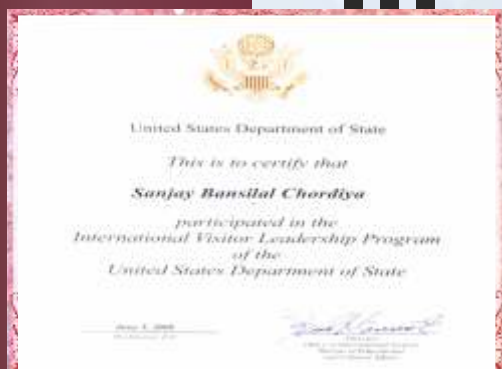 United States Department of State
This is to certify that
Sanjay Bansilal Chordiya
participated in the
International Visitor Leadership Program
of the
United States Department of State